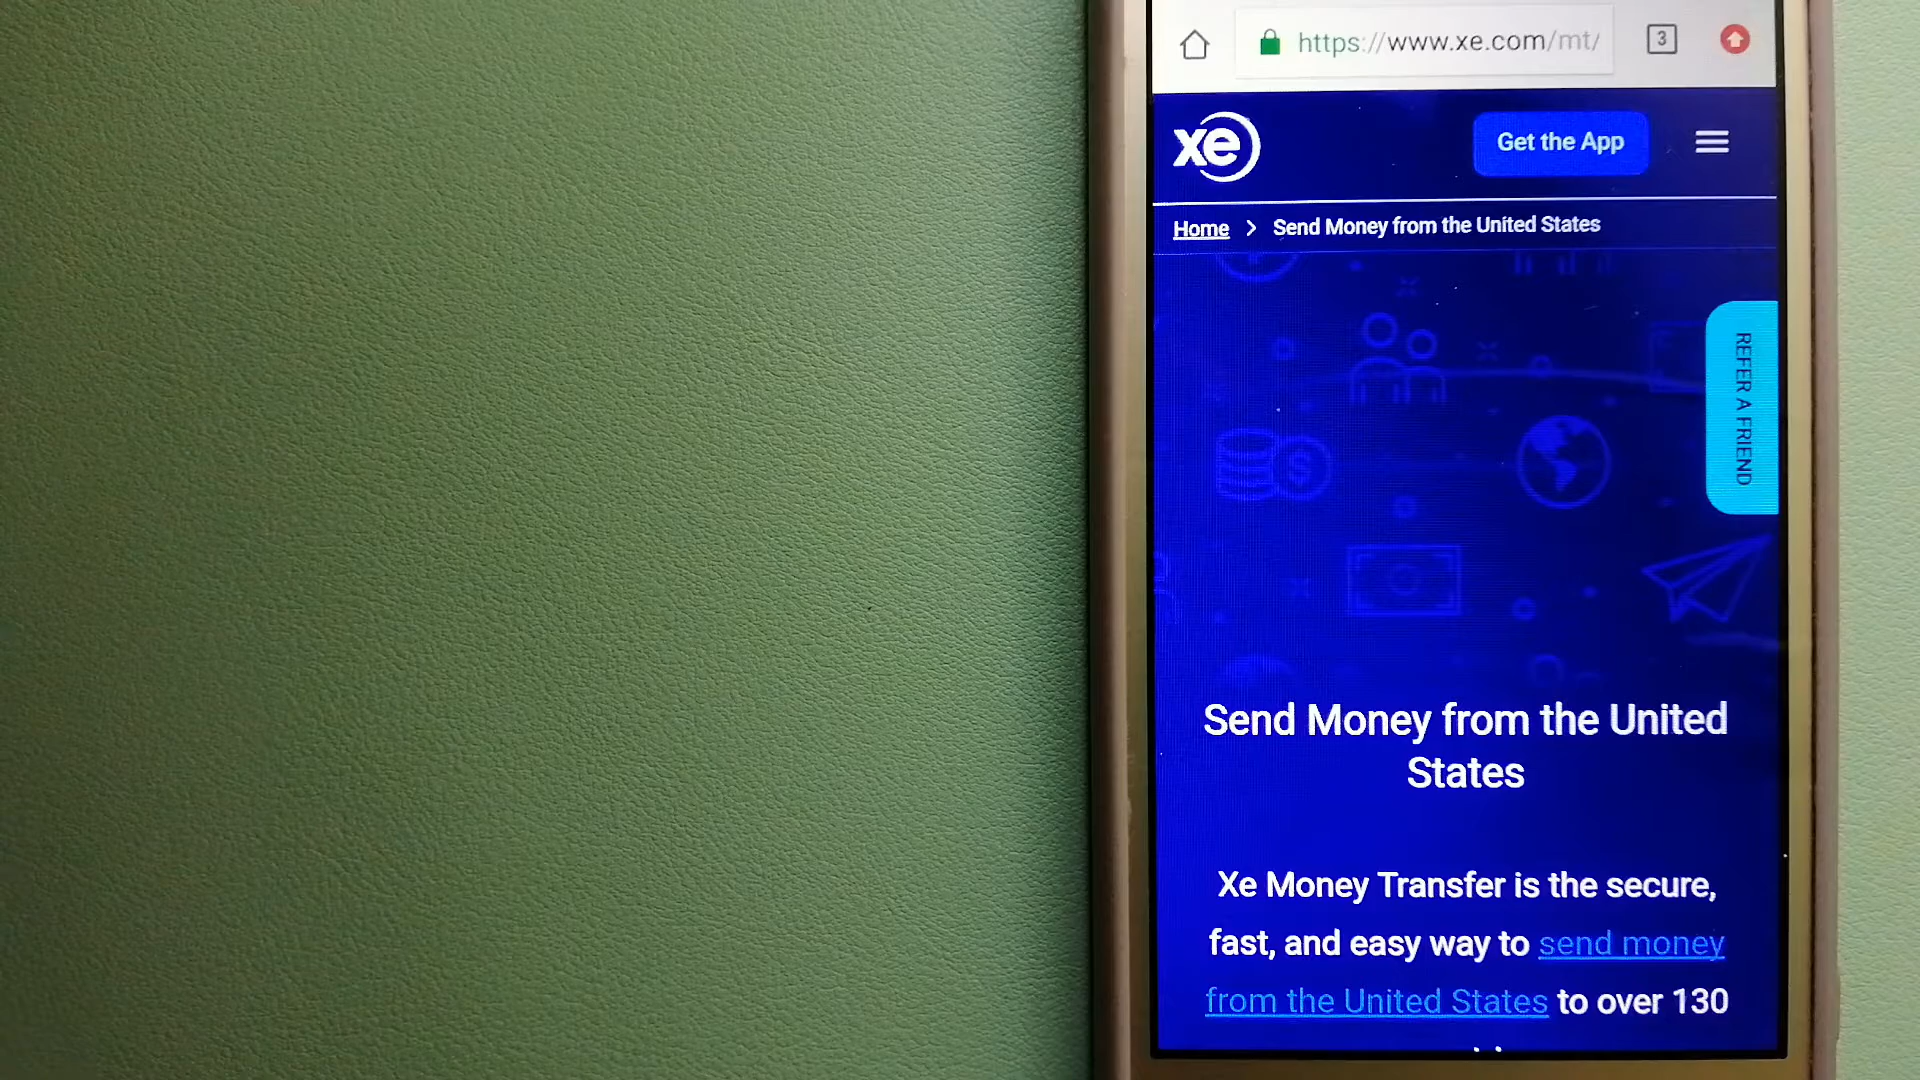 https://www.xe.com/mt/
3
xe
Get the App
Home > Send Money from the United States
REFER A FRIEND
Send Money from the United
States
Xe Money Transfer is the secure,
fast, and easy way to send money
from the United States to over 130